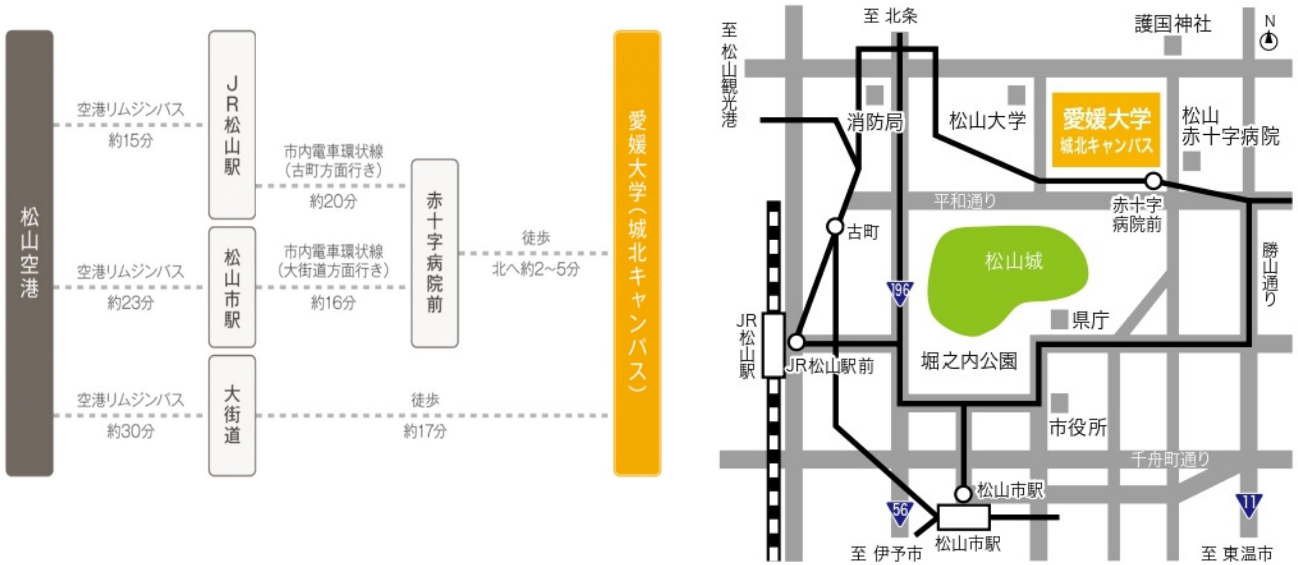 松山空港
空港リムジンバス
約15分
JR松山駅
市内電車環状線
（古町方面行き）
約20分
空港リムジンバス
約23分
松山市駅
市内電車環状線
（大街道方面行き）
約16分
赤十字病院前
徒歩
北へ約2〜5分
空港リムジンバス
約30分
大街道
徒歩
約17分
愛媛大学（城北キャンパス）
至 松山観光港
至 北条
護国神社
N
消防局
松山大学
愛媛大学
城北キャンパス
松山
赤十字病院
平和通り
赤十字
病院前
古町
松山城
勝山通り
196
県庁
JR松山駅
JR松山駅前
堀之内公園
市役所
千舟町通り
松山市駅
56
11
松山市駅
至 伊予市
至 東温市